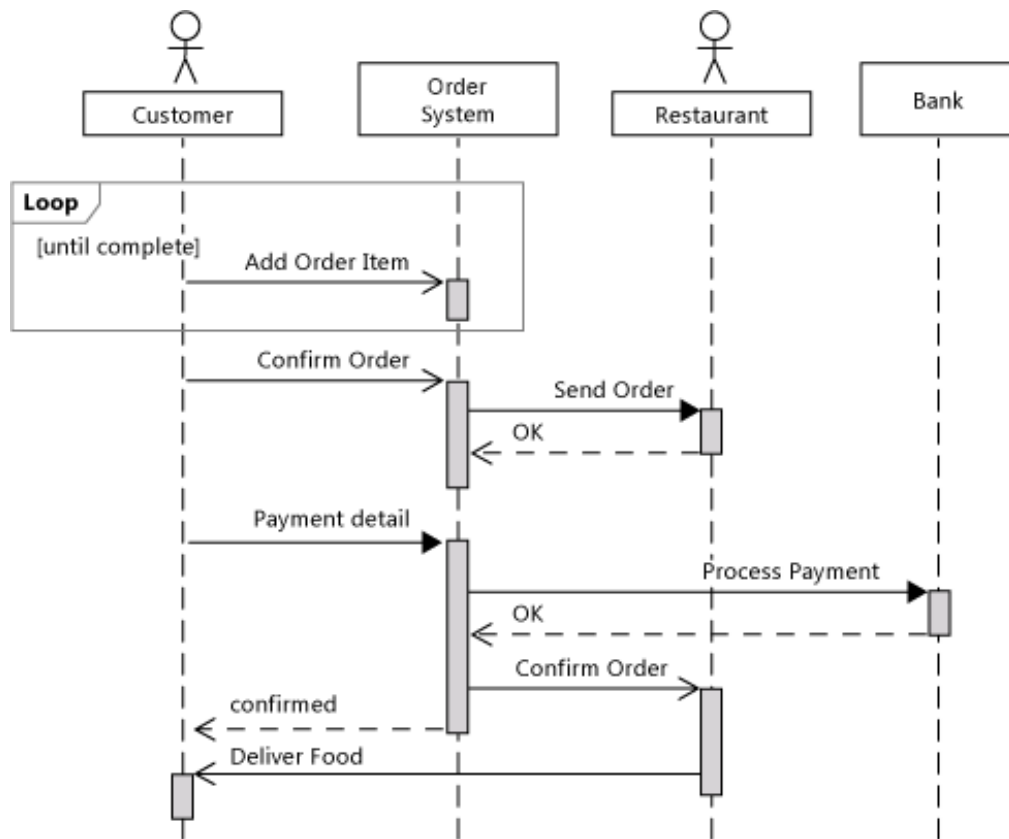 Customer
Order
System
Restaurant
Bank
Loop
[until complete]
Add Order Item
Confirm Order
Send Order
OK
Payment detail
Process Payment
OK
Confirm Order
confirmed
Deliver Food